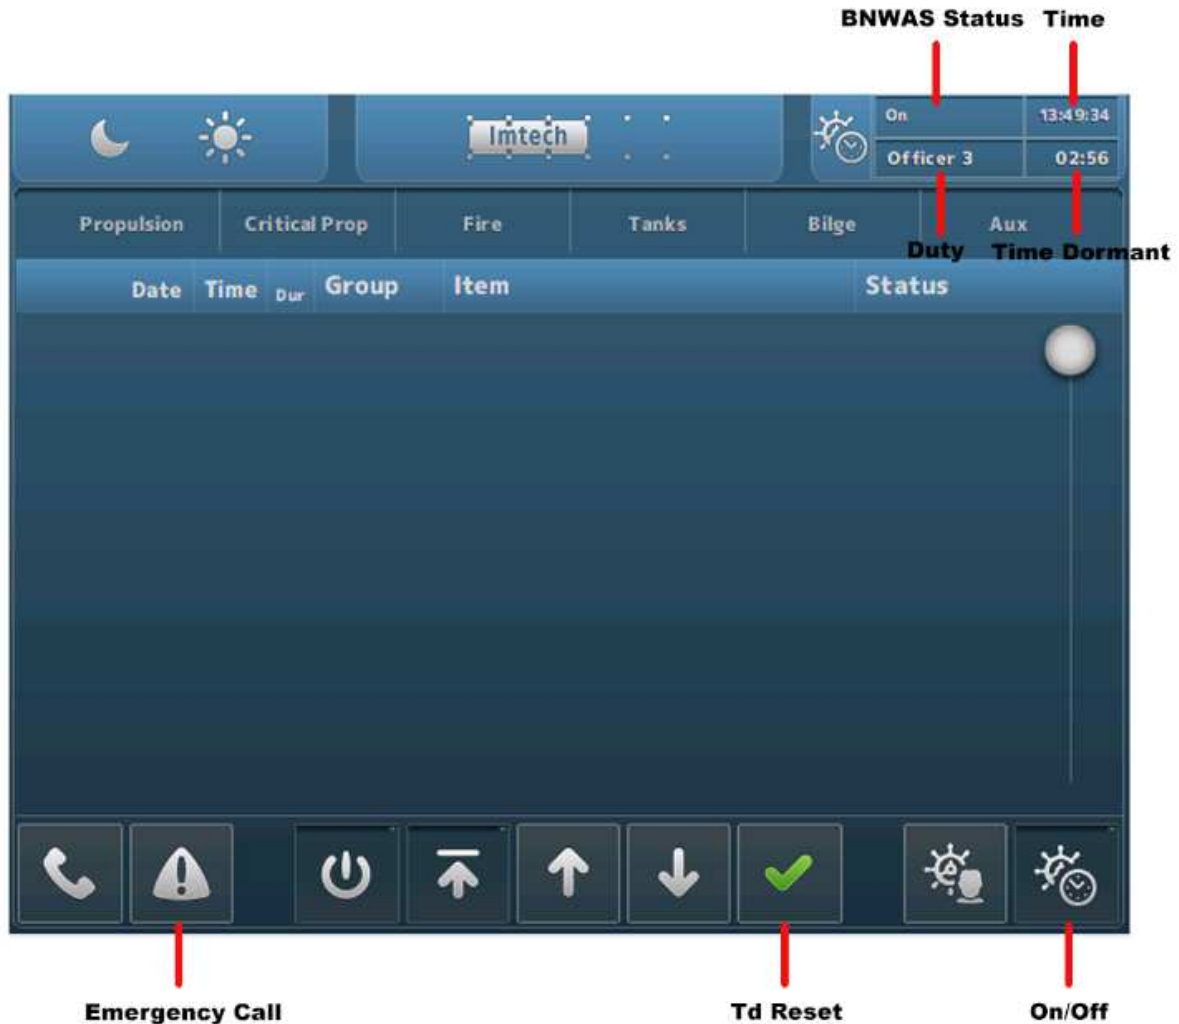 BNWAS Status Time
Imtech
On 13:49:34
Officer 3 02:56
Propulsion Critical Prop Fire Tanks Bilge Aux
Duty Time Dormant
Date Time Dur Group Item Status
Emergency Call Td Reset On/Off